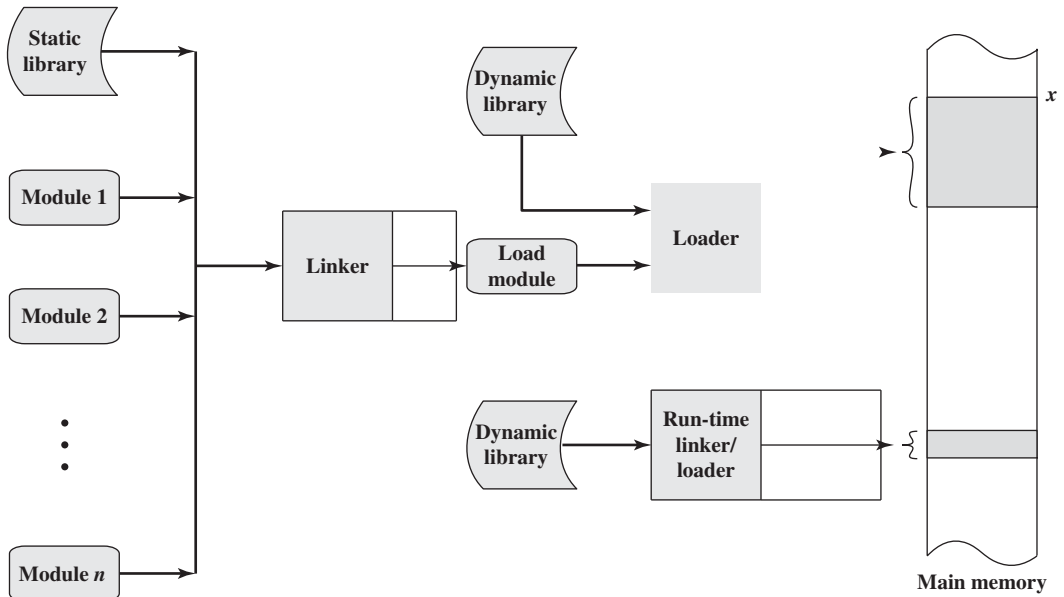 Static
library
Module 1
Module 2
Module n
Linker
Dynamic
library
Load
module
Loader
Dynamic
library
Run-time
linker/
loader
x
Main memory